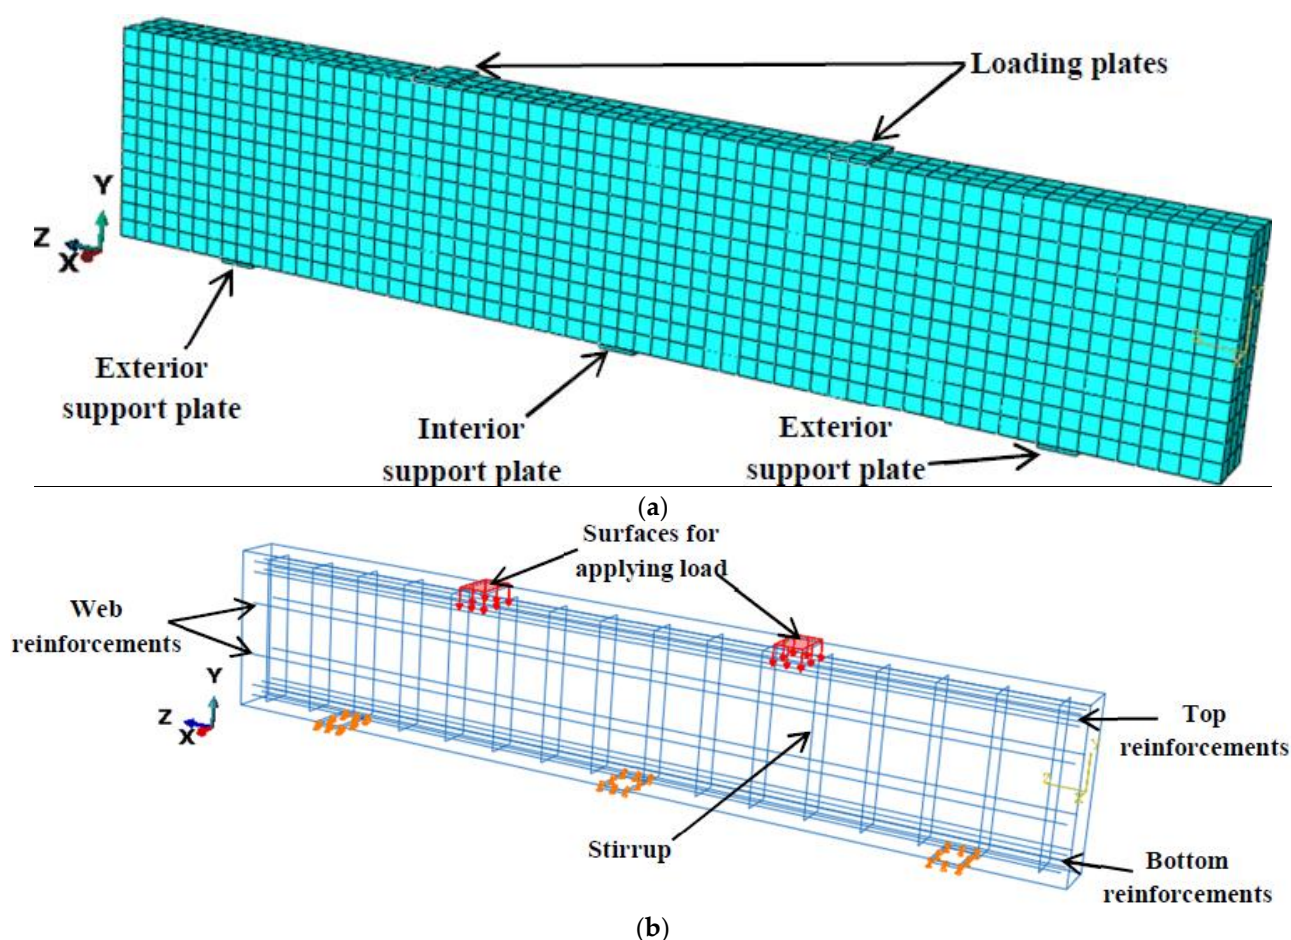 Loading plates
Y
Z
X
Exterior
support plate
Interior
support plate
Exterior
support plate
(a)
Surfaces for
applying load
Web
reinforcements
Y
Z
X
Top
reinforcements
Stirrup
Bottom
reinforcements
(b)